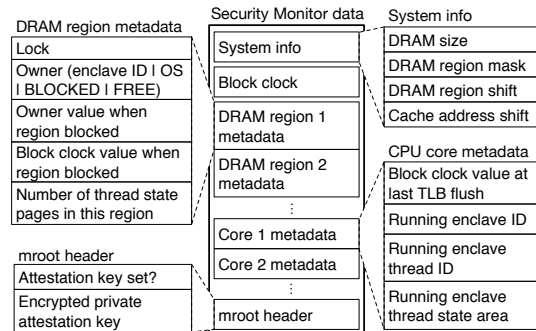 DRAM region metadata
Lock
Owner (enclave ID I OS
I BLOCKED I FREE)
Owner value when
region blocked
Block clock value when
region blocked
Number of thread state
pages in this region
mroot header
Attestation key set?
Encrypted private
attestation key
Security Monitor data
System info
Block clock
DRAM region 1
metadata
DRAM region 2
metadata
...
Core 1 metadata
Core 2 metadata
...
mroot header
System info
DRAM size
DRAM region mask
DRAM region shift
Cache address shift
CPU core metadata
Block clock value at
last TLB flush
Running enclave ID
Running enclave
thread ID
Running enclave
thread state area